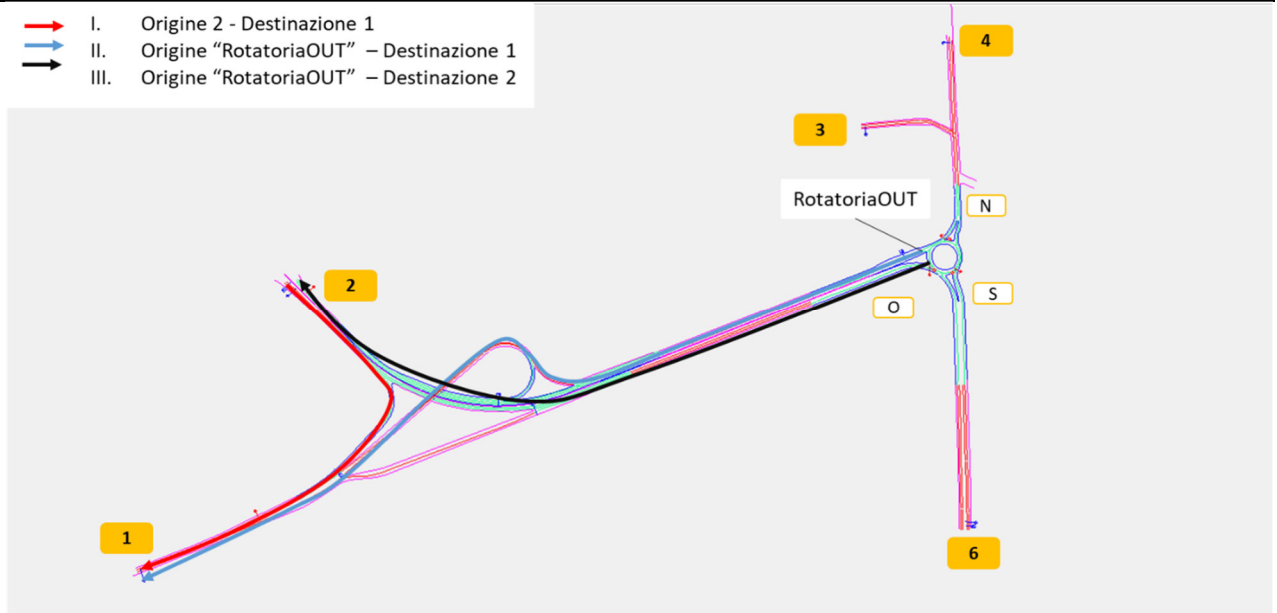 I. Origine 2 - Destinazione 1
II. Origine “RotatoriaOUT” – Destinazione 1
III. Origine “RotatoriaOUT” – Destinazione 2
4
3
RotatoriaOUT
N
2
S
O
1
6